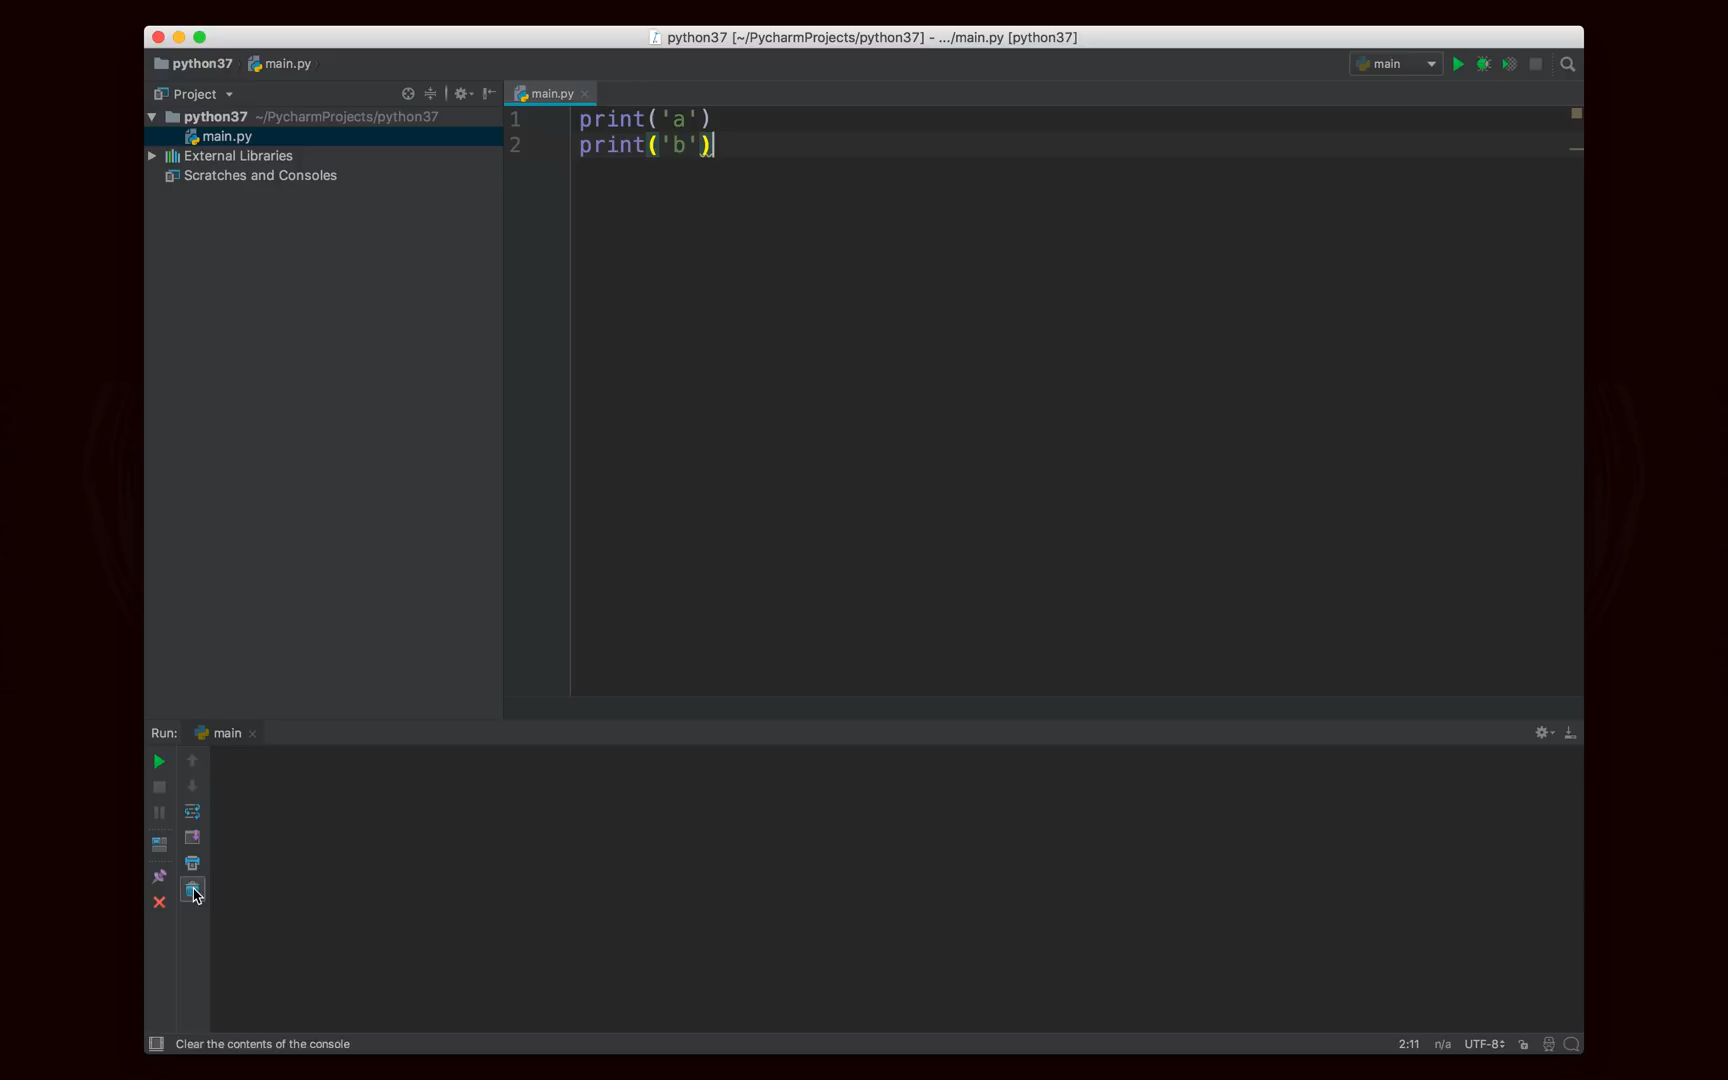 python37 [~/PycharmProjects/python37] - .../main.py [python37]
python37 main.py
main
Project
main.py
python37 ~/PycharmProjects/python37
main.py
External Libraries
Scratches and Consoles
1 print('a')
2 print('b')
Run: main
Clear the contents of the console
2:11 n/a UTF-8